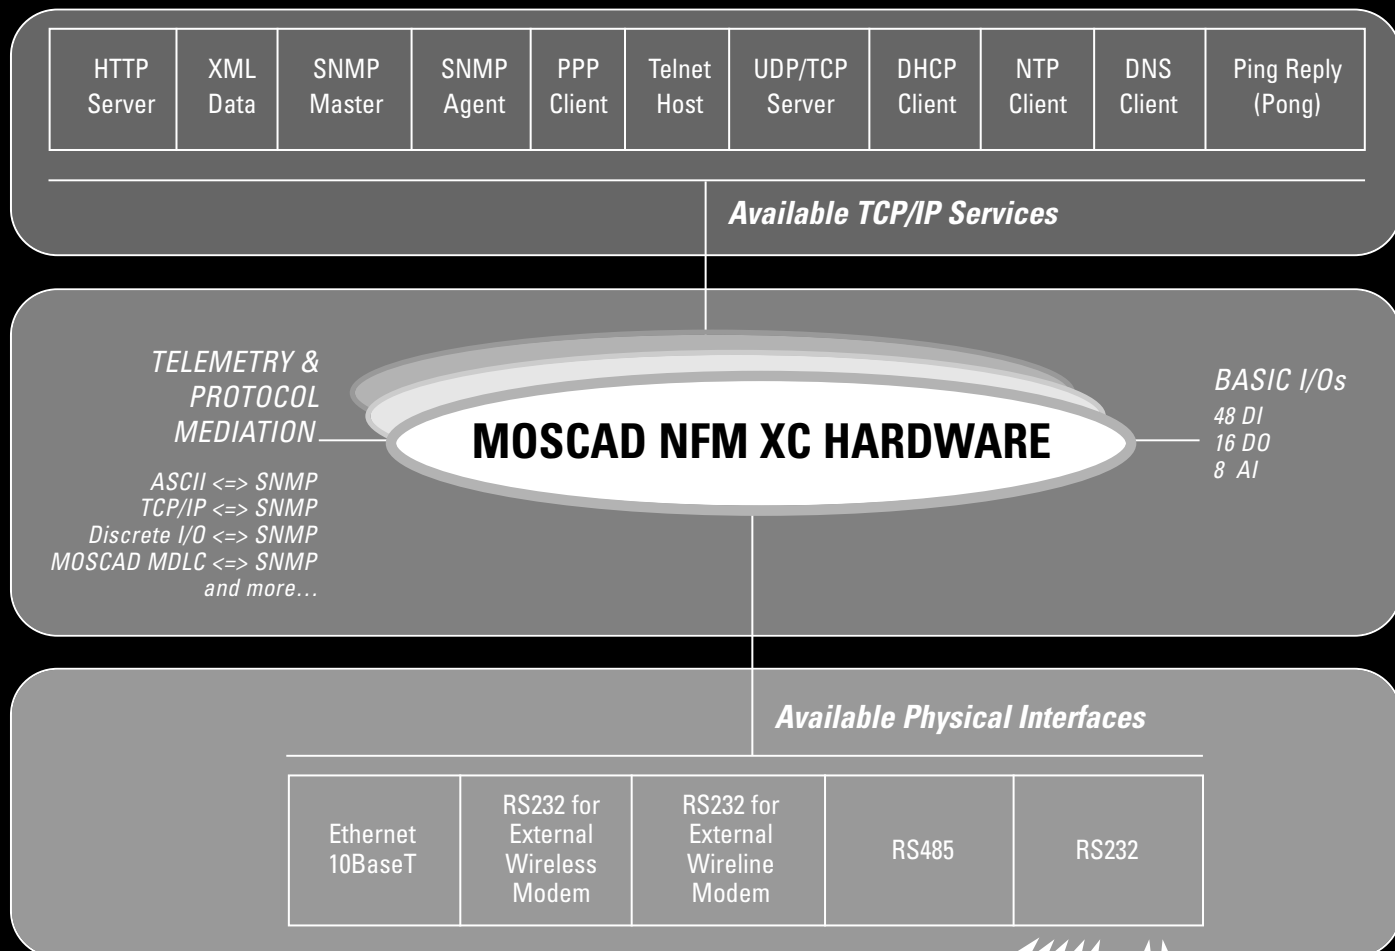 HTTP Server
XML Data
SNMP Master
SNMP Agent
PPP Client
Telnet Host
UDP/TCP Server
DHCP Client
NTP Client
DNS Client
Ping Reply (Pong)
Available TCP/IP Services
TELEMETRY &
PROTOCOL
MEDIATION
ASCII <=> SNMP
TCP/IP <=> SNMP
Discrete I/O <=> SNMP
MOSCAD MDLC <=> SNMP
and more...
MOSCAD NFM XC HARDWARE
BASIC I/Os
48 DI
16 DO
8 AI
Available Physical Interfaces
Ethernet
10BaseT
RS232 for
External
Wireless
Modem
RS232 for
External
Wireline
Modem
RS485
RS232